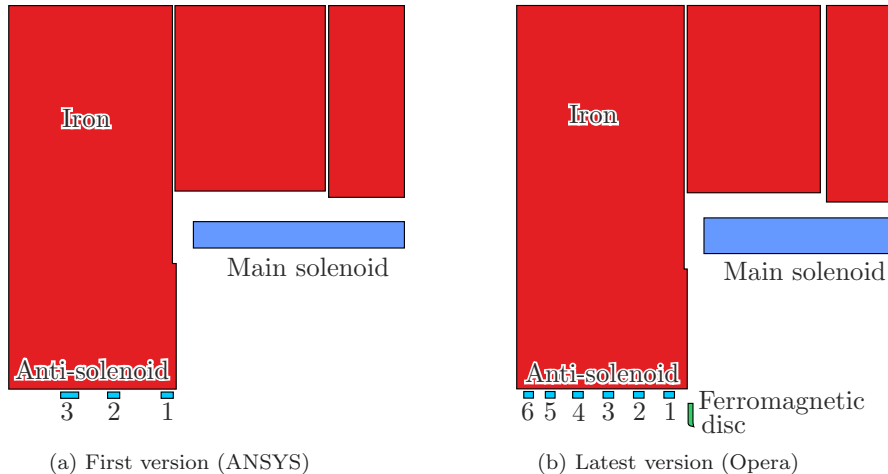 Iron
Main solenoid
Anti-solenoid
3 2 1
(a) First version (ANSYS)
Iron
Main solenoid
Anti-solenoid
6 5 4 3 2 1
Ferromagnetic
disc
(b) Latest version (Opera)